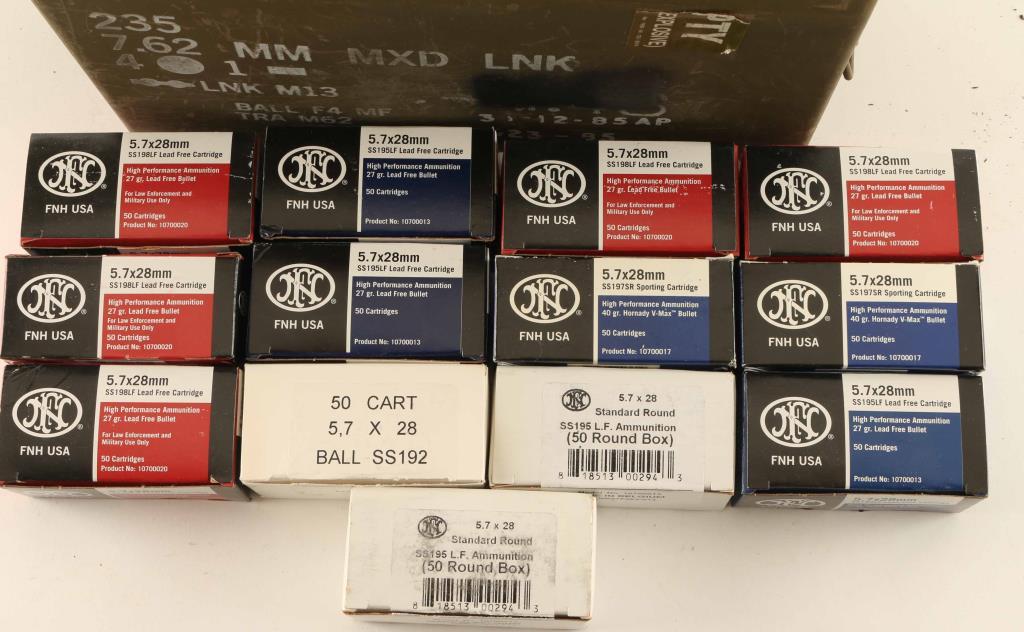 235
7.62 MM MXD LNK
4 1
LNK M13
BALL F4 MF
TRA M62
12-85AP
23-85
PTY
EXPLOSIVE)
5.7x28mm
SS198LF Lead Free Cartridge
High Performance Ammunition
27 gr. Lead Free Bullet
For Law Enforcement and
Military Use Only
50 Cartridges
Product No: 10700020
FNH USA
5.7x28mm
SS195LF Lead Free Cartridge
High Performance Ammunition
27 gr. Lead Free Bullet
50 Cartridges
Product No: 10700013
FNH USA
5.7x28mm
SS198LF Lead Free Cartridge
High Performance Ammunition
27 gr. Lead Free Bullet
For Law Enforcement and
Military Use Only
50 Cartridges
Product No: 10700020
FNH USA
5.7x28mm
SS198LF Lead Free Cartridge
High Performance Ammunition
27 gr. Lead Free Bullet
For Law Enforcement and
Military Use Only
50 Cartridges
Product No: 10700020
FNH USA
5.7x28mm
SS198LF Lead Free Cartridge
High Performance Ammunition
27 gr. Lead Free Bullet
For Law Enforcement and
Military Use Only
50 Cartridges
Product No: 10700020
FNH USA
5.7x28mm
SS195LF Lead Free Cartridge
High Performance Ammunition
27 gr. Lead Free Bullet
50 Cartridges
Product No: 10700013
FNH USA
5.7x28mm
SS197SR Sporting Cartridge
High Performance Ammunition
40 gr. Hornady V-Max™ Bullet
50 Cartridges
Product No: 10700017
FNH USA
5.7x28mm
SS197SR Sporting Cartridge
High Performance Ammunition
40 gr. Hornady V-Max™ Bullet
50 Cartridges
Product No: 10700017
FNH USA
5.7x28mm
SS198LF Lead Free Cartridge
High Performance Ammunition
27 gr. Lead Free Bullet
For Law Enforcement and
Military Use Only
50 Cartridges
Product No: 10700020
FNH USA
50 CART
5,7 X 28
BALL SS192
5.7 x 28
Standard Round
SS195 L.F. Ammunition
(50 Round Box)
8 18513 00294 3
5.7x28mm
SS195LF Lead Free Cartridge
High Performance Ammunition
27 gr. Lead Free Bullet
50 Cartridges
Product No: 10700013
FNH USA
5.7 x 28
Standard Round
SS195 L.F. Ammunition
(50 Round Box)
8 18513 00294 3